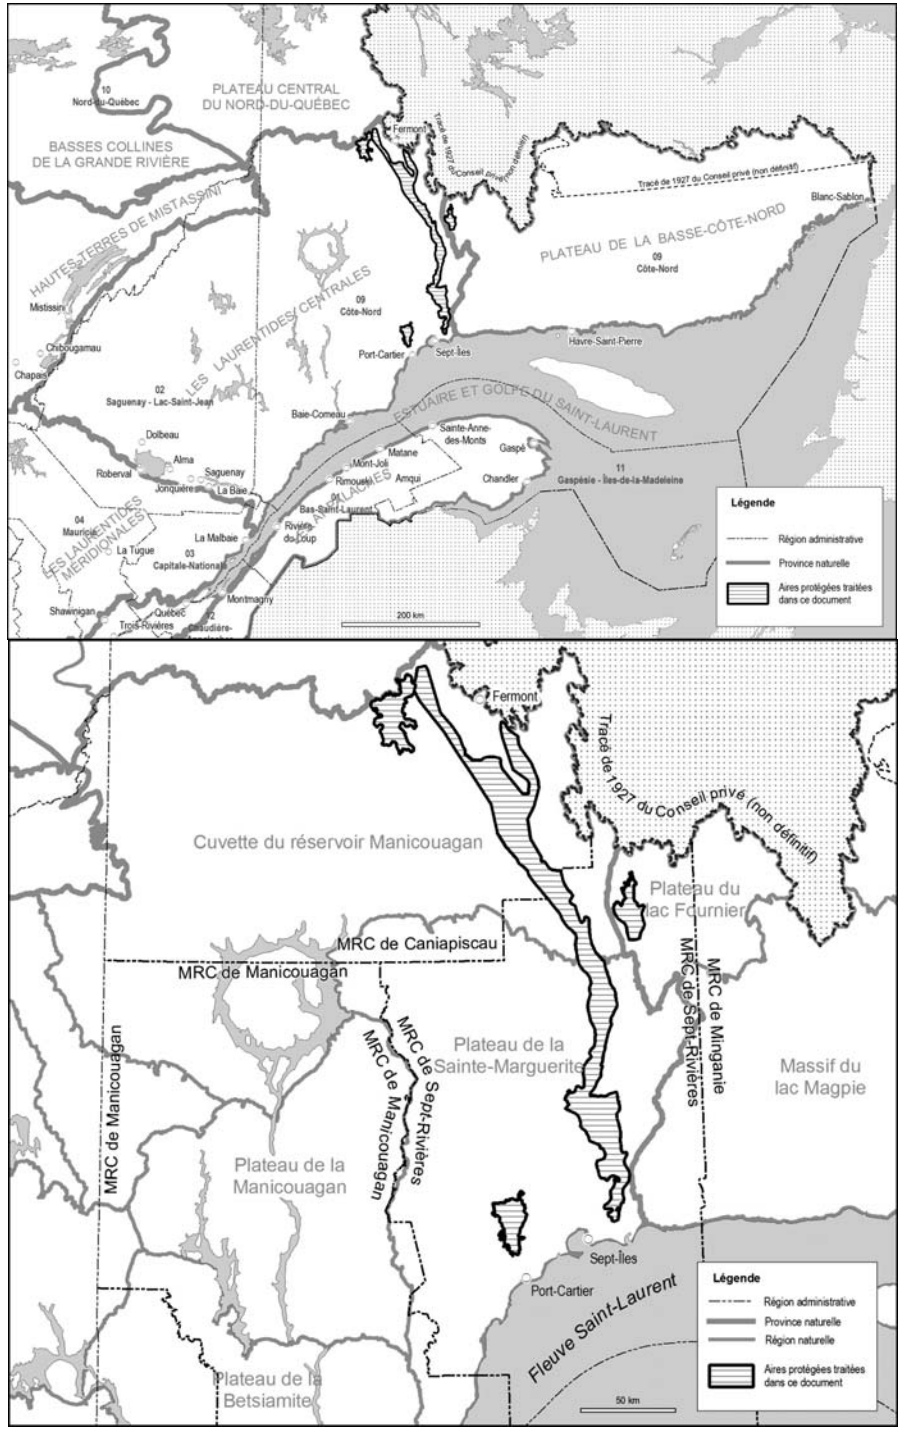 10
Nord-du-Québec
PLATEAU CENTRAL
DU NORD-DU-QUÉBEC
BASSES COLLINES
DE LA GRANDE RIVIÈRE
Fermont
Tracé de 1927 du Conseil privé (non définitif)
Tracé de 1927 du Conseil privé (non définitif)
Blanc-Sablon
HAUTES-TERRES DE MISTASSINI
PLATEAU DE LA BASSE-CÔTE-NORD
09
Côte-Nord
Mistissini
LES LAURENTIDES CENTRALES
09
Côte-Nord
Chibougamau
Chapais
Port-Cartier
Sept-Îles
Havre-Saint-Pierre
02
Saguenay - Lac-Saint-Jean
Baie-Comeau
ESTUAIRE ET GOLFE DU SAINT-LAURENT
Dolbeau
Alma
Roberval
Saguenay
Jonquière
La Baie
Sainte-Anne-
des-Monts
Matane
Mont-Joli
Rimouski
Amqui
Gaspé
Chandler
11
Gaspésie - Îles-de-la-Madeleine
01
Bas-Saint-Laurent
LES APPALACHES
04
Mauricie
LES LAURENTIDES
MÉRIDIONALES
La Tuque
La Malbaie
Rivière-
du-Loup
03
Capitale-Nationale
Shawinigan
Trois-Rivières
Québec
Montmagny
12
Chaudière-
200 km
Légende
Région administrative
Province naturelle
Aires protégées traitées
dans ce document
Fermont
Tracé de 1927 du Conseil privé (non définitif)
Cuvette du réservoir Manicouagan
Plateau du
lac Fournier
MRC de Caniapiscau
MRC de Manicouagan
MRC de Manicouagan
MRC de Sept-Rivières
MRC de Manicouagan
Plateau de la
Sainte-Marguerite
MRC de Minganie
MRC de Sept-Rivières
Massif du
lac Magpie
Plateau de la
Manicouagan
Sept-Îles
Port-Cartier
Fleuve Saint-Laurent
Plateau de la
Betsiamite
50 km
Légende
Région administrative
Province naturelle
Région naturelle
Aires protégées traitées
dans ce document